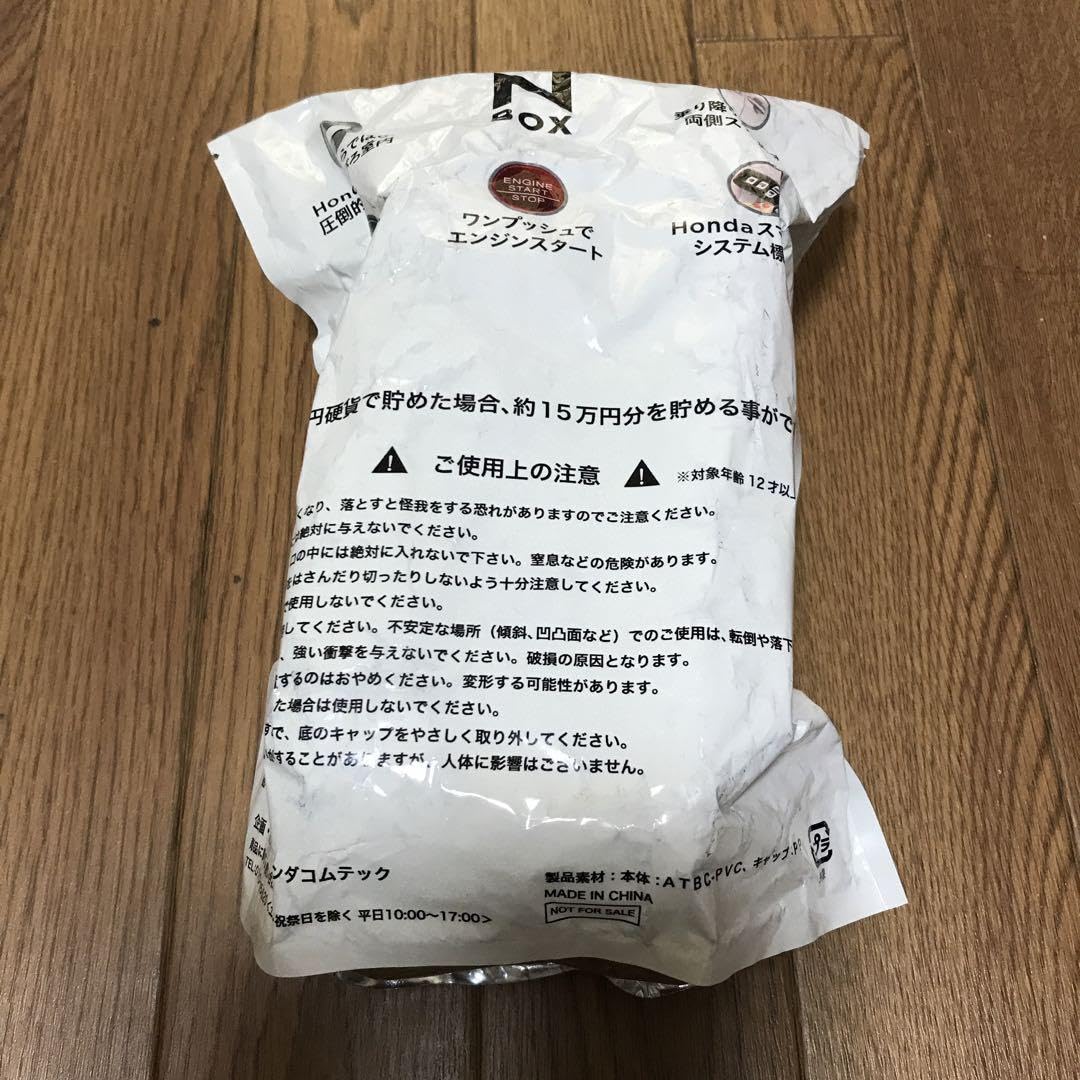 N
BOX
乗り降
両側ス
ENGINE
START
STOP
ワンプッシュで
エンジンスタート
Hon
圧倒的
Hondaス
システム標
円硬貨で貯めた場合、約15万円分を貯める事がで
ご使用上の注意
※対象年齢12才以上
くなり、落とすと怪我をする恐れがありますのでご注意ください。
絶対に与えないでください。
口の中には絶対に入れないで下さい。窒息などの危険があります。
をはさんだり切ったりしないよう十分注意してください。
で使用しないでください。
してください。不安定な場所（傾斜、凹凸面など）でのご使用は、転倒や落下
、強い衝撃を与えないでください。破損の原因となります。
するのはおやめください。変形する可能性があります。
た場合は使用しないでください。
すで、底のキャップをやさしく取り外してください。
がすることがありますが、人体に影響はございません。
企画・
ンダコムテック
祝祭日を除く 平日10:00〜17:00>
製品素材：本体：ATBC-PVC、キャップ:PP
MADE IN CHINA
NOT FOR SALE
プラ